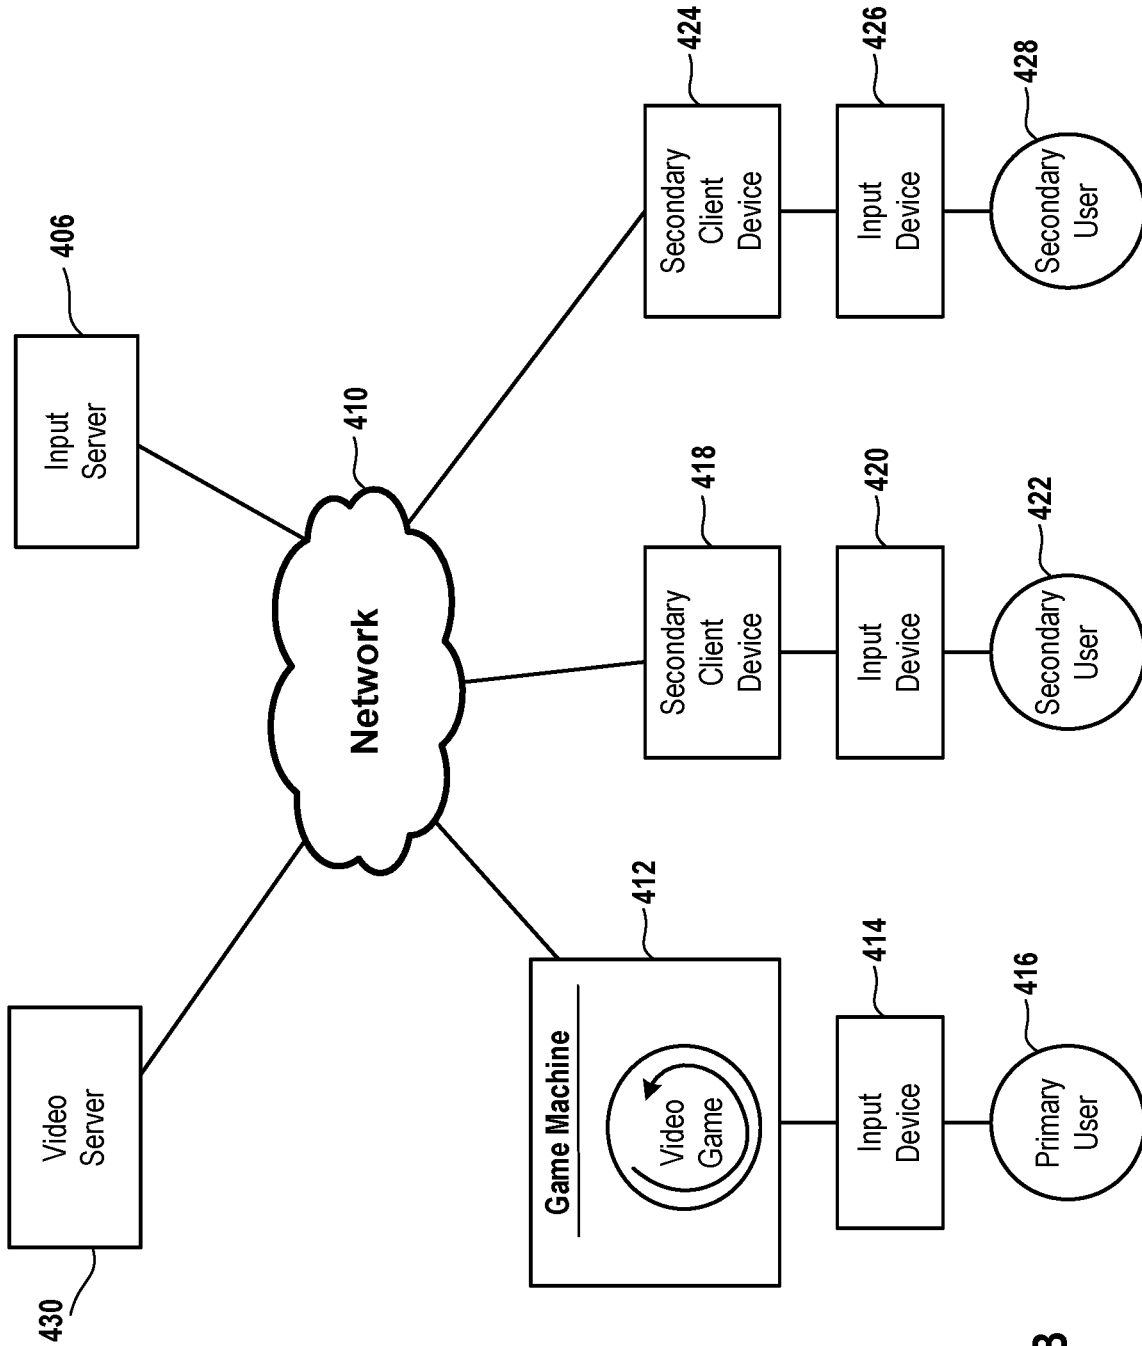 Video
Server
430
Input
Server
406
Network
410
Game Machine
Video
Game
412
Input
Device
414
Primary
User
416
Secondary
Client
Device
418
Input
Device
420
Secondary
User
422
Secondary
Client
Device
424
Input
Device
426
Secondary
User
428